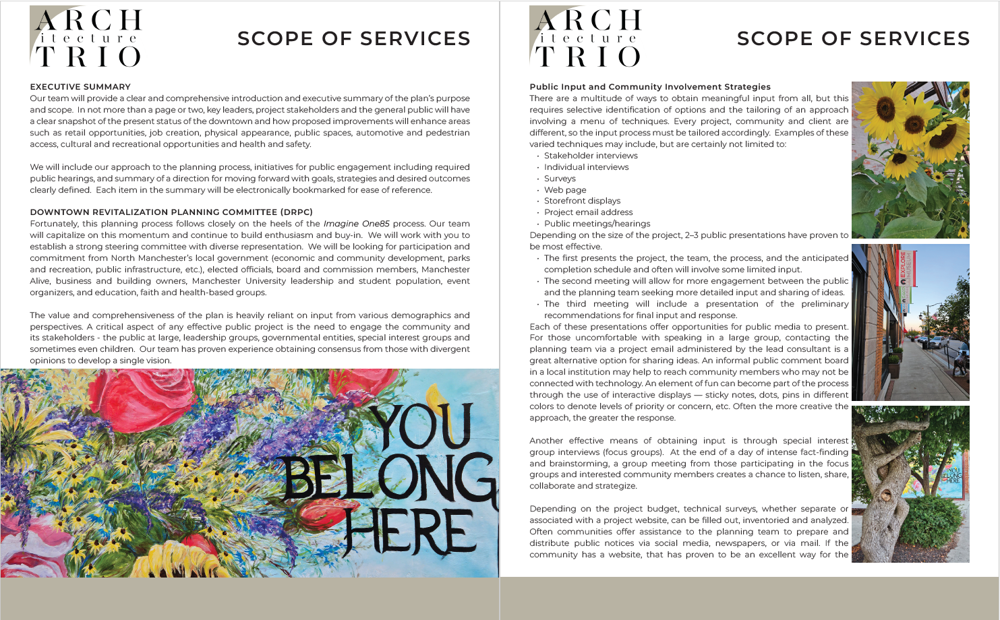 ARCH
itecture
TRIO
SCOPE OF SERVICES
EXECUTIVE SUMMARY
Our team will provide a clear and comprehensive introduction and executive summary of the plan's purpose
and scope.  In not more than a page or two, key leaders, project stakeholders and the general public will have
a clear snapshot of the present status of the downtown and how proposed improvements will enhance areas
such as retail opportunities, job creation, physical appearance, public spaces, automotive and pedestrian
access, cultural and recreational opportunities and health and safety.
We will include our approach to the planning process, initiatives for public engagement including required
public hearings, and summary of a direction for moving forward with goals, strategies and desired outcomes
clearly defined.  Each item in the summary will be electronically bookmarked for ease of reference.
DOWNTOWN REVITALIZATION PLANNING COMMITTEE (DRPC)
Fortunately, this planning process follows closely on the heels of the Imagine One85 process. Our team
will capitalize on this momentum and continue to build enthusiasm and buy-in.  We will work with you to
establish a strong steering committee with diverse representation.  We will be looking for participation and
commitment from North Manchester's local government (economic and community development, parks
and recreation, public infrastructure, etc.), elected officials, board and commission members, Manchester
Alive, business and building owners, Manchester University leadership and student population, event
organizers, and education, faith and health-based groups.
The value and comprehensiveness of the plan is heavily reliant on input from various demographics and
perspectives. A critical aspect of any effective public project is the need to engage the community and
its stakeholders - the public at large, leadership groups, governmental entities, special interest groups and
sometimes even children.  Our team has proven experience obtaining consensus from those with divergent
opinions to develop a single vision.
YOU
BELONG
HERE
ARCH
itecture
TRIO
SCOPE OF SERVICES
Public Input and Community Involvement Strategies
There are a multitude of ways to obtain meaningful input from all, but this
requires selective identification of options and the tailoring of an approach
involving a menu of techniques. Every project, community and client are
different, so the input process must be tailored accordingly.  Examples of these
varied techniques may include, but are certainly not limited to:
• Stakeholder interviews
• Individual interviews
• Surveys
• Web page
• Storefront displays
• Project email address
• Public meetings/hearings
Depending on the size of the project, 2–3 public presentations have proven to
be most effective.
• The first presents the project, the team, the process, and the anticipated
completion schedule and often will involve some limited input.
• The second meeting will allow for more engagement between the public
and the planning team seeking more detailed input and sharing of ideas.
• The third meeting will include a presentation of the preliminary
recommendations for final input and response.
Each of these presentations offer opportunities for public media to present.
For those uncomfortable with speaking in a large group, contacting the
planning team via a project email administered by the lead consultant is a
great alternative option for sharing ideas. An informal public comment board
in a local institution may help to reach community members who may not be
connected with technology. An element of fun can become part of the process
through the use of interactive displays — sticky notes, dots, pins in different
colors to denote levels of priority or concern, etc. Often the more creative the
approach, the greater the response.
Another effective means of obtaining input is through special interest
group interviews (focus groups).  At the end of a day of intense fact-finding
and brainstorming, a group meeting from those participating in the focus
groups and interested community members creates a chance to listen, share,
collaborate and strategize.
Depending on the project budget, technical surveys, whether separate or
associated with a project website, can be filled out, inventoried and analyzed.
Often communities offer assistance to the planning team to prepare and
distribute public notices via social media, newspapers, or via mail. If the
community has a website, that has proven to be an excellent way for the
EXPLORE
MUSEUM
YOU
BELONG
HERE